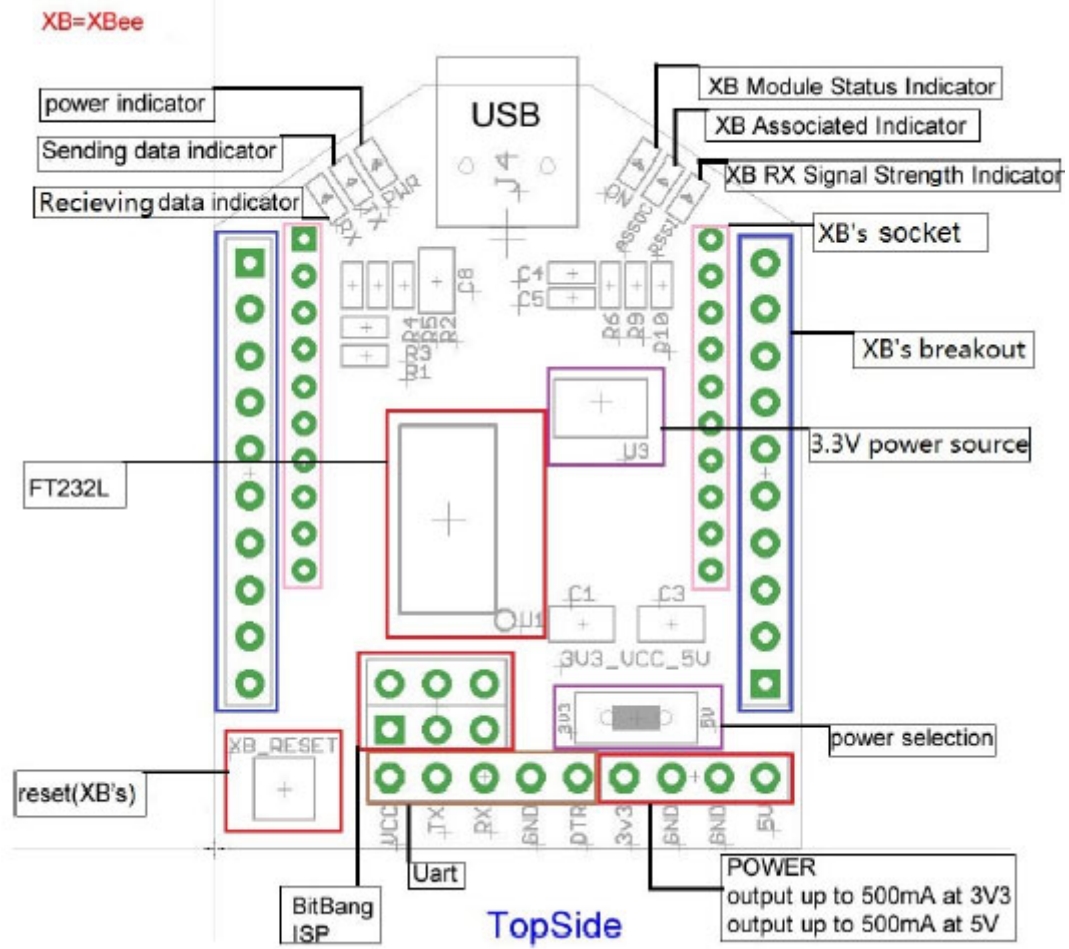 XB=XBee
power indicator
Sending data indicator
Recieving data indicator
USB
J4
XB Module Status Indicator
XB Associated Indicator
XB RX Signal Strength Indicator
RX
TX
PWR
ON
ASSOC
RSSI
XB's socket
XB's breakout
C8
R4
R5
R2
R3
R1
C4
C5
R6
R9
R10
U3
3.3V power source
FT232L
U1
C1
C3
3V3_VCC_5V
3V3
5V
power selection
XB_RESET
reset(XB's)
VCC
TX
RX
GND
DTR
3v3
GND
GND
5V
Uart
BitBang
ISP
POWER
output up to 500mA at 3V3
output up to 500mA at 5V
TopSide